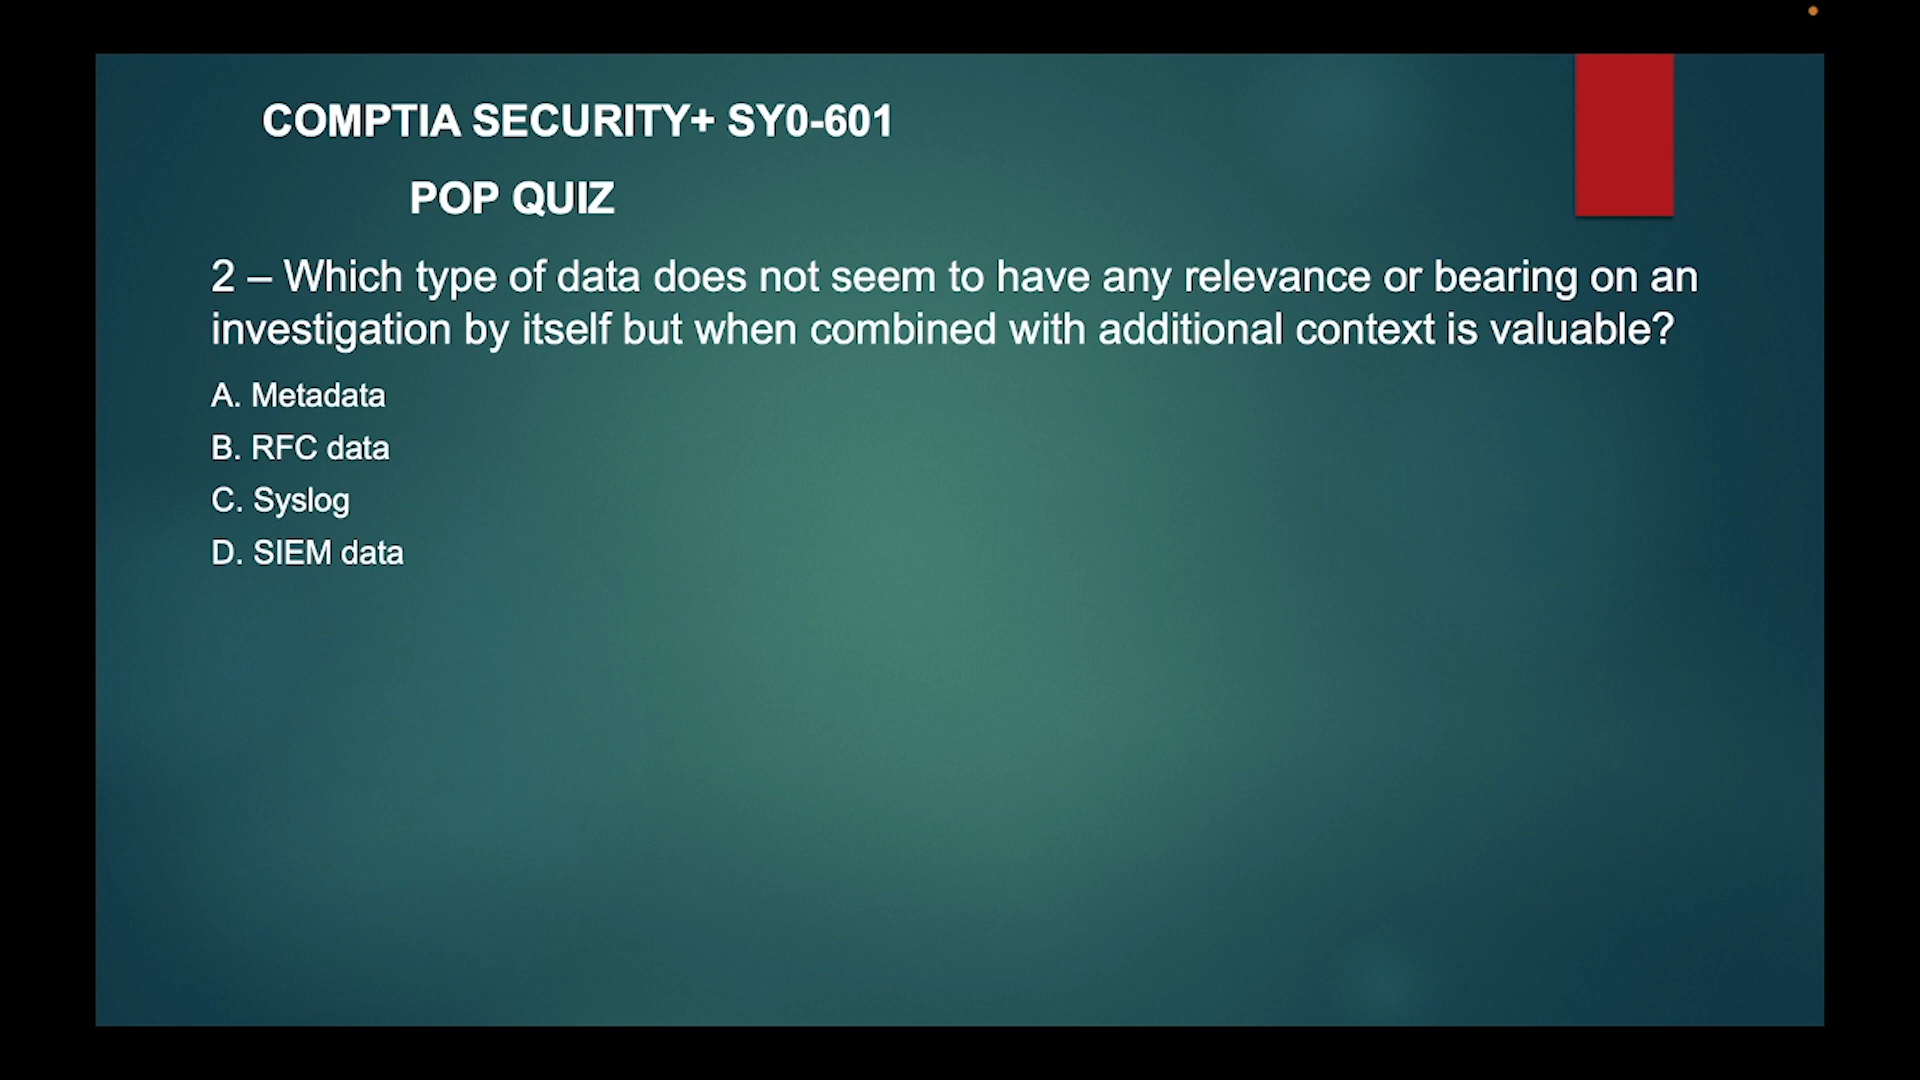 COMPTIA SECURITY+ SY0-601
POP QUIZ
2 – Which type of data does not seem to have any relevance or bearing on an
investigation by itself but when combined with additional context is valuable?
A. Metadata
B. RFC data
C. Syslog
D. SIEM data